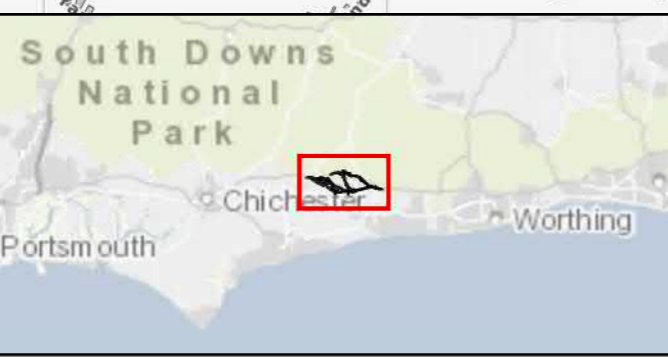 South Downs
National
Park
Chichester
Worthing
Portsmouth